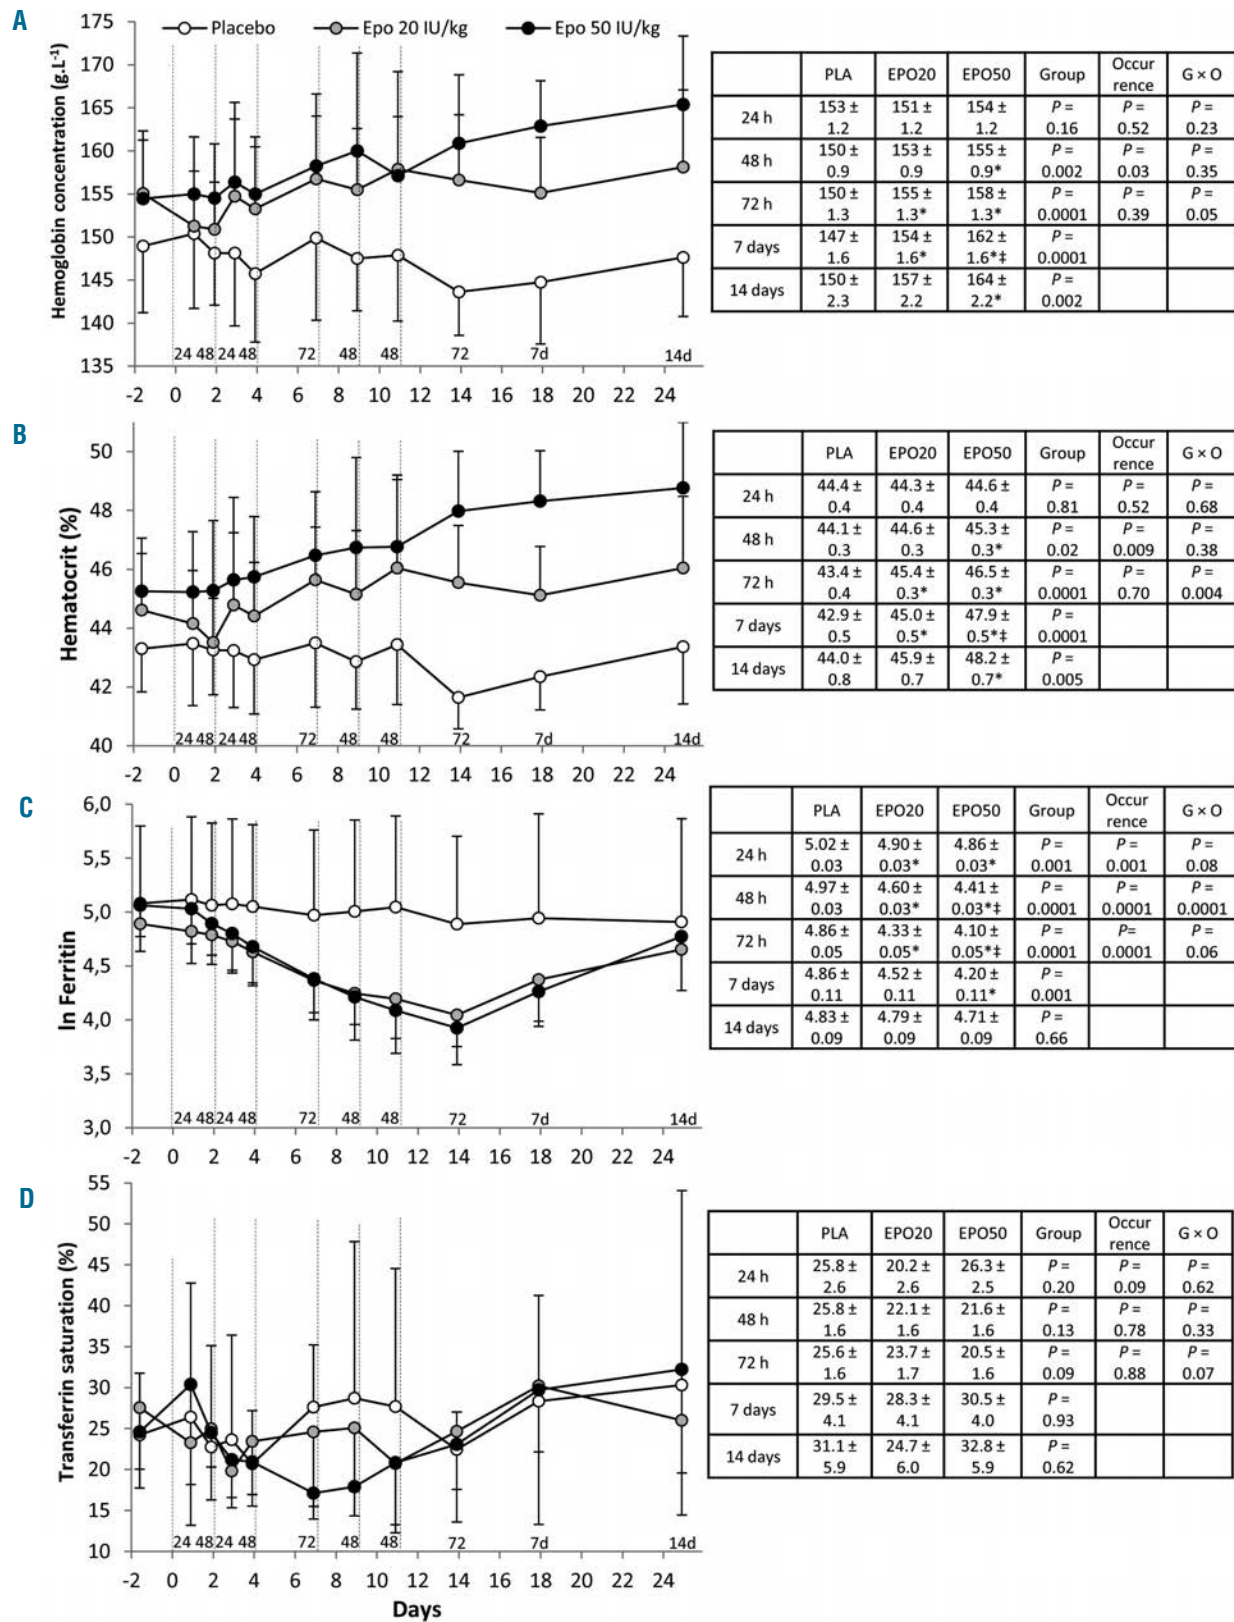 A
Placebo
Epo 20 IU/kg
Epo 50 IU/kg
Hemoglobin concentration (g.L⁻¹)
175
170
165
160
155
150
145
140
135
24 48 24 48 72 48 48 72 7d 14d
-2 0 2 4 6 8 10 12 14 16 18 20 22 24
PLA EPO20 EPO50 Group Occur G × O
rence
24 h 153 ± 151 ± 154 ± P = P = P =
1.2 1.2 1.2 0.16 0.52 0.23
48 h 150 ± 153 ± 155 ± P = P = P =
0.9 0.9 0.9* 0.002 0.03 0.35
72 h 150 ± 155 ± 158 ± P = P = P =
1.3 1.3* 1.3* 0.0001 0.39 0.05
7 days 147 ± 154 ± 162 ± P =
1.6 1.6* 1.6*‡ 0.0001
14 days 150 ± 157 ± 164 ± P =
2.3 2.2 2.2* 0.002
B
Hematocrit (%)
50
48
46
44
42
40
24 48 24 48 72 48 48 72 7d 14d
-2 0 2 4 6 8 10 12 14 16 18 20 22 24
PLA EPO20 EPO50 Group Occur G × O
rence
24 h 44.4 ± 44.3 ± 44.6 ± P = P = P =
0.4 0.4 0.4 0.81 0.52 0.68
48 h 44.1 ± 44.6 ± 45.3 ± P = P = P =
0.3 0.3 0.3* 0.02 0.009 0.38
72 h 43.4 ± 45.4 ± 46.5 ± P = P = P =
0.4 0.3* 0.3* 0.0001 0.70 0.004
7 days 42.9 ± 45.0 ± 47.9 ± P =
0.5 0.5* 0.5*‡ 0.0001
14 days 44.0 ± 45.9 ± 48.2 ± P =
0.8 0.7 0.7* 0.005
C
ln Ferritin
6,0
5,5
5,0
4,5
4,0
3,5
3,0
24 48 24 48 72 48 48 72 7d 14d
-2 0 2 4 6 8 10 12 14 16 18 20 22 24
PLA EPO20 EPO50 Group Occur G × O
rence
24 h 5.02 ± 4.90 ± 4.86 ± P = P = P =
0.03 0.03* 0.03* 0.001 0.001 0.08
48 h 4.97 ± 4.60 ± 4.41 ± P = P = P =
0.03 0.03* 0.03*‡ 0.0001 0.0001 0.0001
72 h 4.86 ± 4.33 ± 4.10 ± P = P= P =
0.05 0.05* 0.05*‡ 0.0001 0.0001 0.06
7 days 4.86 ± 4.52 ± 4.20 ± P =
0.11 0.11 0.11* 0.001
14 days 4.83 ± 4.79 ± 4.71 ± P =
0.09 0.09 0.09 0.66
D
Transferrin saturation (%)
55
50
45
40
35
30
25
20
15
10
24 48 24 48 72 48 48 72 7d 14d
-2 0 2 4 6 8 10 12 14 16 18 20 22 24
Days
PLA EPO20 EPO50 Group Occur G × O
rence
24 h 25.8 ± 20.2 ± 26.3 ± P = P = P =
2.6 2.6 2.5 0.20 0.09 0.62
48 h 25.8 ± 22.1 ± 21.6 ± P = P = P =
1.6 1.6 1.6 0.13 0.78 0.33
72 h 25.6 ± 23.7 ± 20.5 ± P = P = P =
1.6 1.7 1.6 0.09 0.88 0.07
7 days 29.5 ± 28.3 ± 30.5 ± P =
4.1 4.1 4.0 0.93
14 days 31.1 ± 24.7 ± 32.8 ± P =
5.9 6.0 5.9 0.62